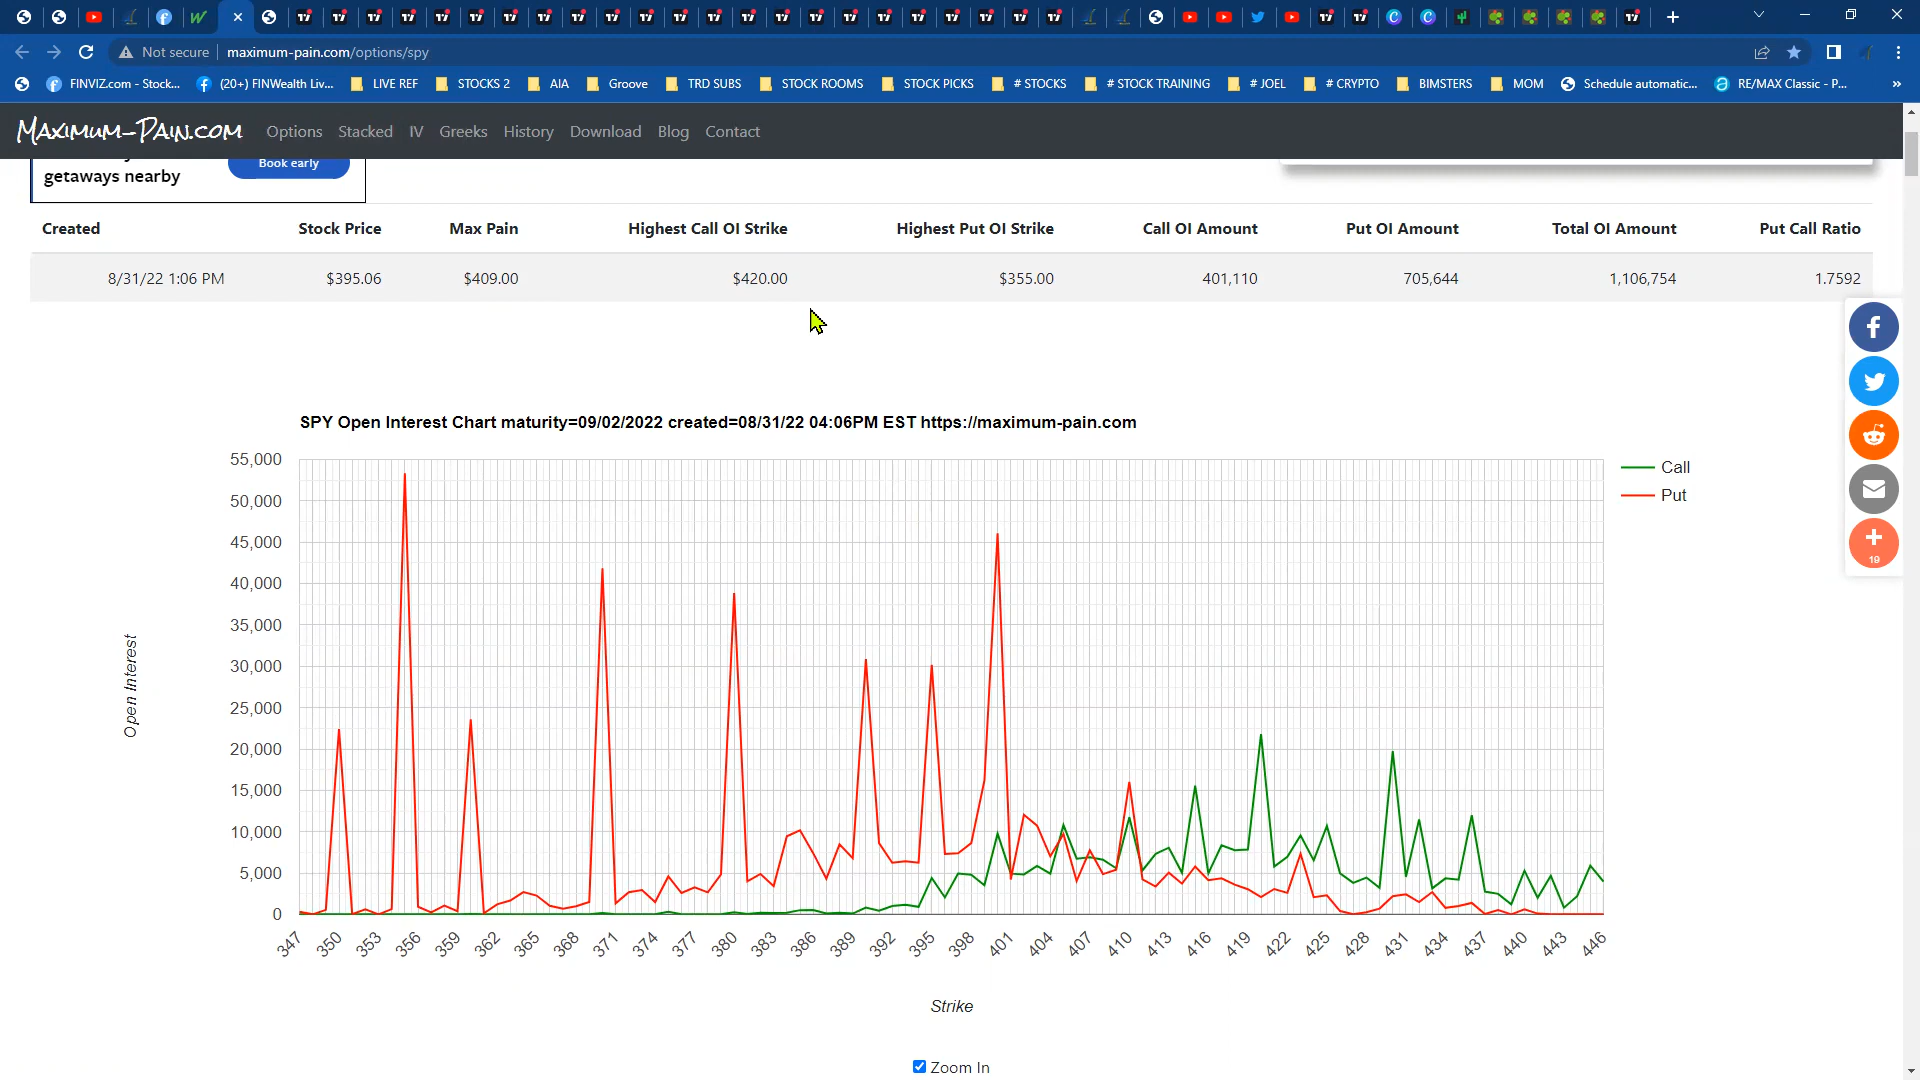 Not secure | maximum-pain.com/options/spy
FINVIZ.com - Stock... (20+) FINWealth Liv... LIVE REF STOCKS 2 AIA Groove TRD SUBS STOCK ROOMS STOCK PICKS # STOCKS # STOCK TRAINING # JOEL # CRYPTO BIMSTERS MOM Schedule automatic... RE/MAX Classic - P... »
Maximum-Pain.com Options Stacked IV Greeks History Download Blog Contact
getaways nearby Book early
Created Stock Price Max Pain Highest Call OI Strike Highest Put OI Strike Call OI Amount Put OI Amount Total OI Amount Put Call Ratio
8/31/22 1:06 PM $395.06 $409.00 $420.00 $355.00 401,110 705,644 1,106,754 1.7592
SPY Open Interest Chart maturity=09/02/2022 created=08/31/22 04:06PM EST https://maximum-pain.com
55,000
50,000
45,000
40,000
35,000
30,000
25,000
20,000
15,000
10,000
5,000
0
Open Interest
Call
Put
19
347 350 353 356 359 362 365 368 371 374 377 380 383 386 389 392 395 398 401 404 407 410 413 416 419 422 425 428 431 434 437 440 443 446
Strike
Zoom In